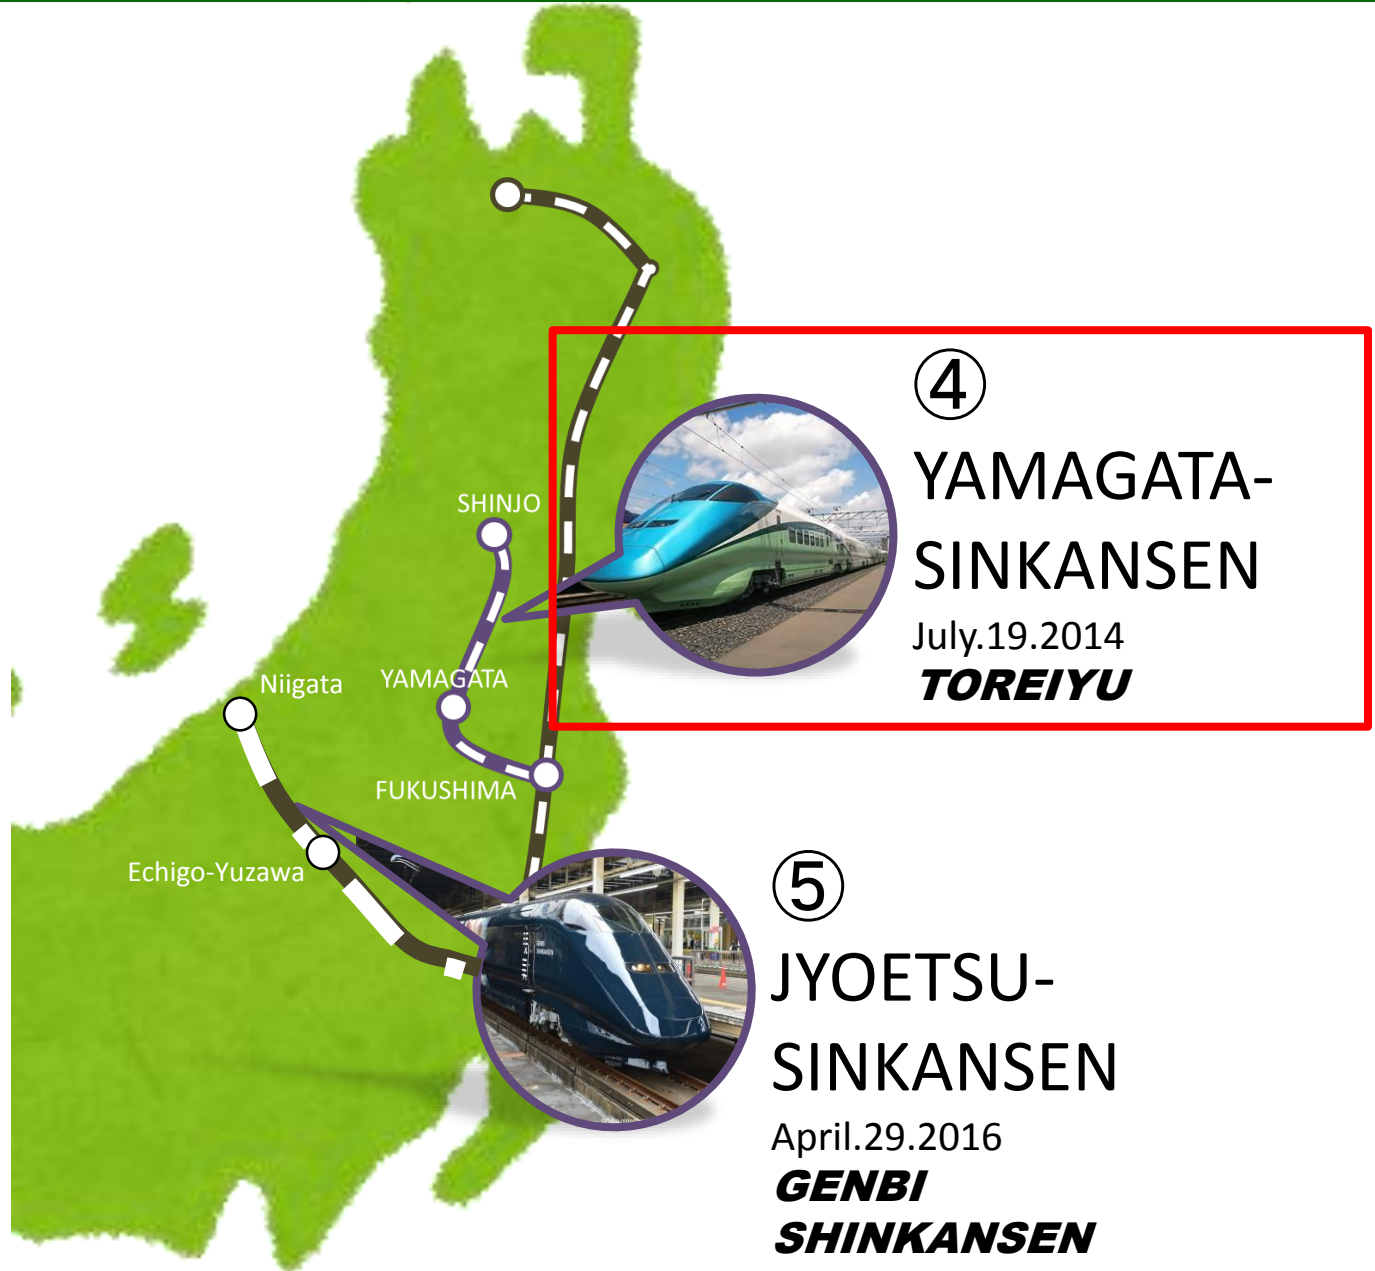 ④
YAMAGATA-
SINKANSEN
July.19.2014
TOREIYU
SHINJO
YAMAGATA
Niigata
FUKUSHIMA
Echigo-Yuzawa
⑤
JYOETSU-
SINKANSEN
April.29.2016
GENBI
SHINKANSEN